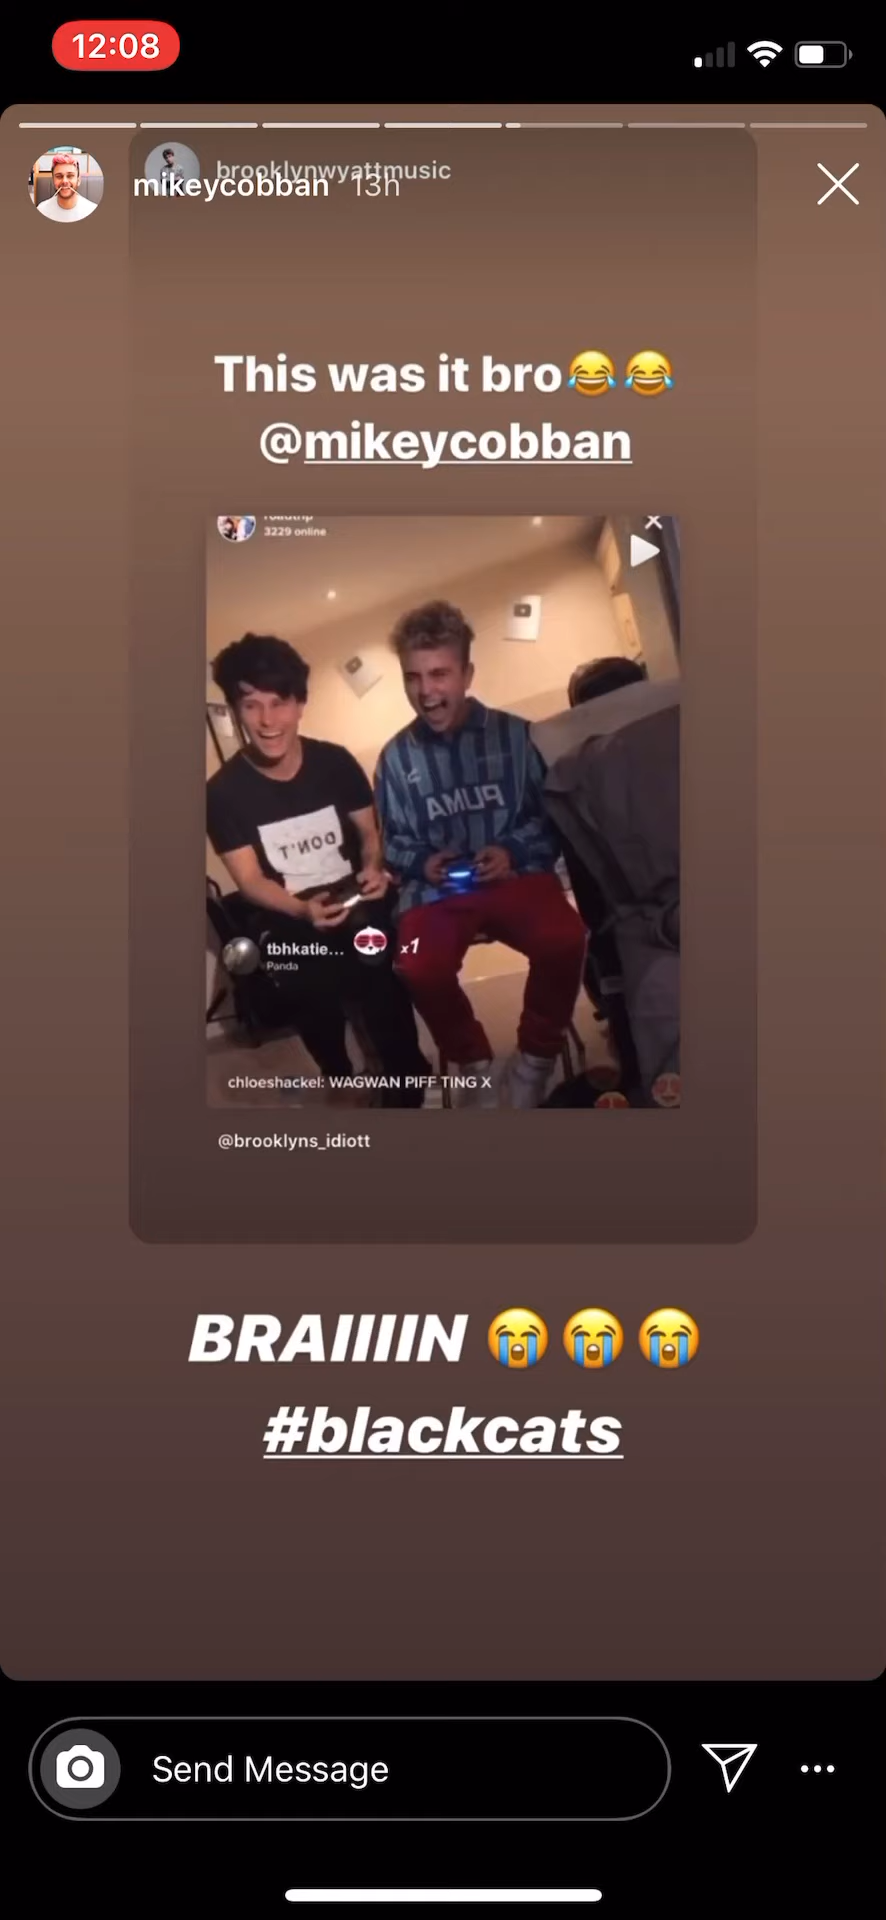 12:08
brooklynwyattmusic
mikeycobban 13h
This was it bro😂😂
@mikeycobban
roadtrip
3229 online
DON'T
PUMA
tbhkatie... x1
Panda
chloeshackel: WAGWAN PIFF TING X
@brooklyns_idiott
BRAIIIIN 😭😭😭
#blackcats
Send Message